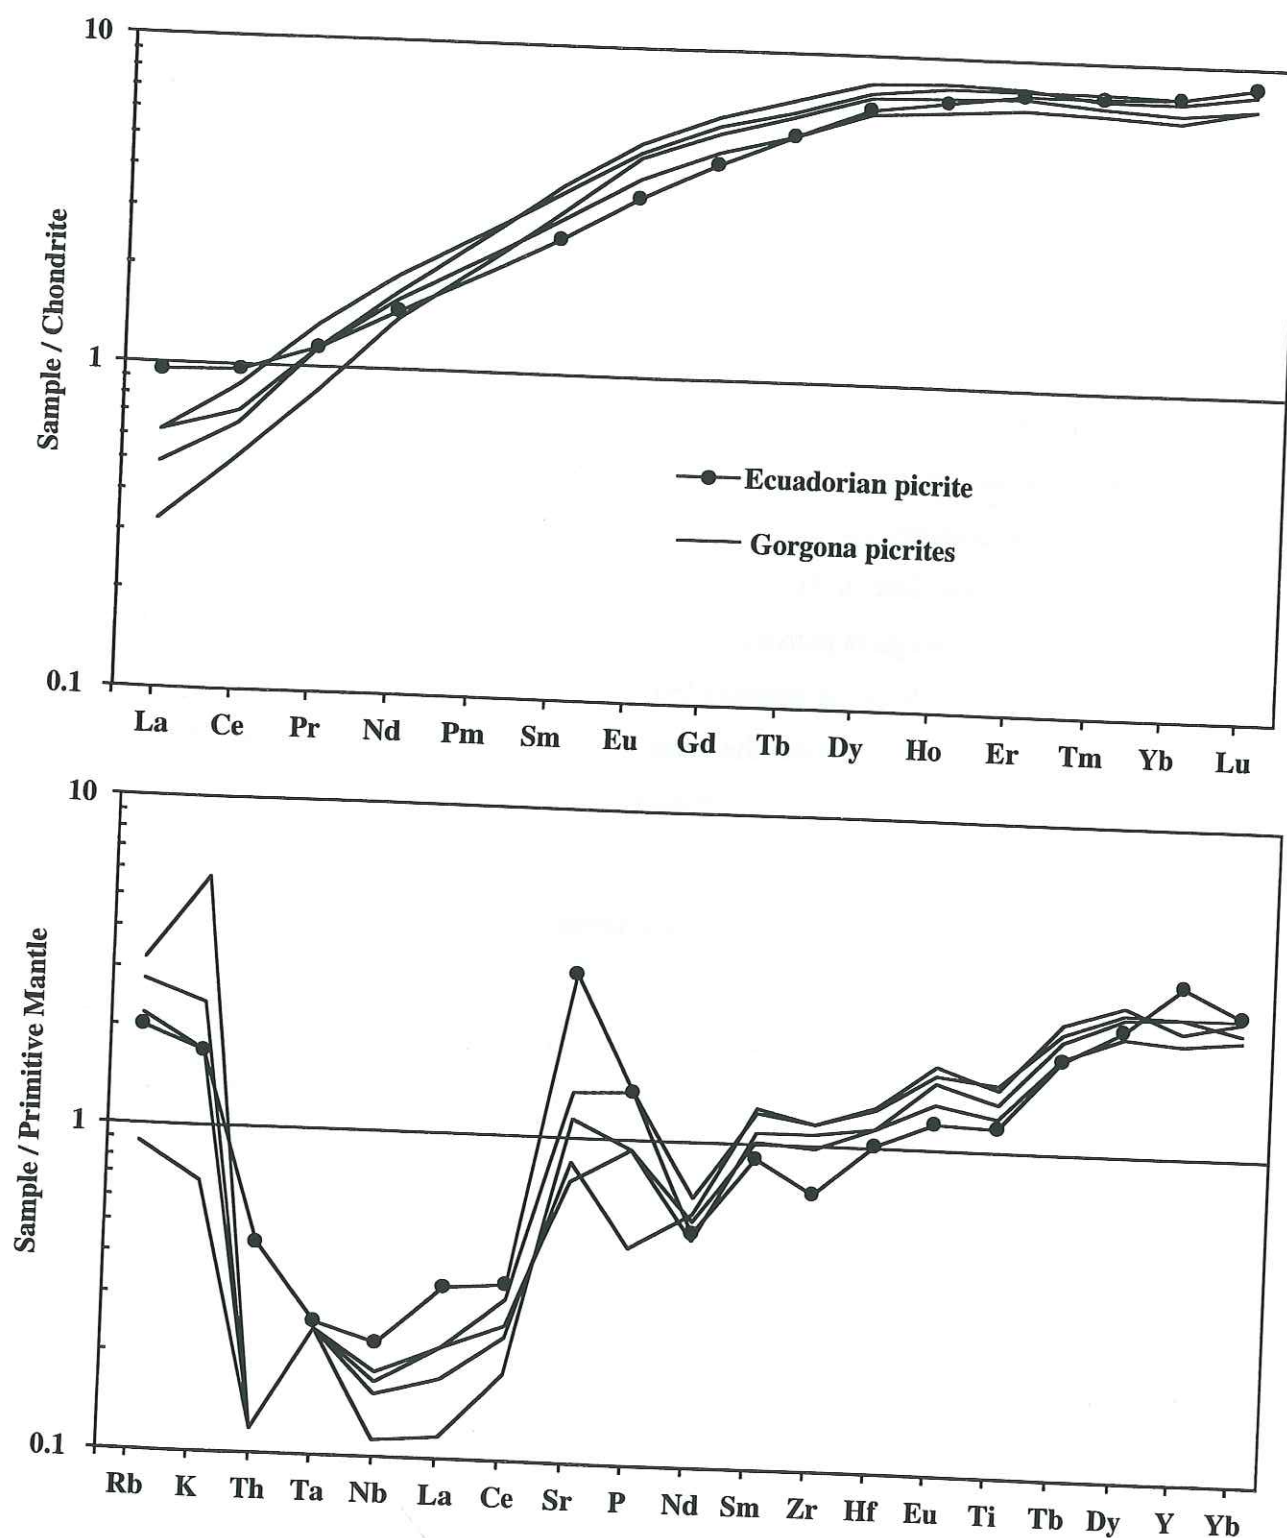 10
Sample / Chondrite
1
Ecuadorian picrite
Gorgona picrites
0.1
La Ce Pr Nd Pm Sm Eu Gd Tb Dy Ho Er Tm Yb Lu
10
Sample / Primitive Mantle
1
0.1
Rb K Th Ta Nb La Ce Sr P Nd Sm Zr Hf Eu Ti Tb Dy Y Yb